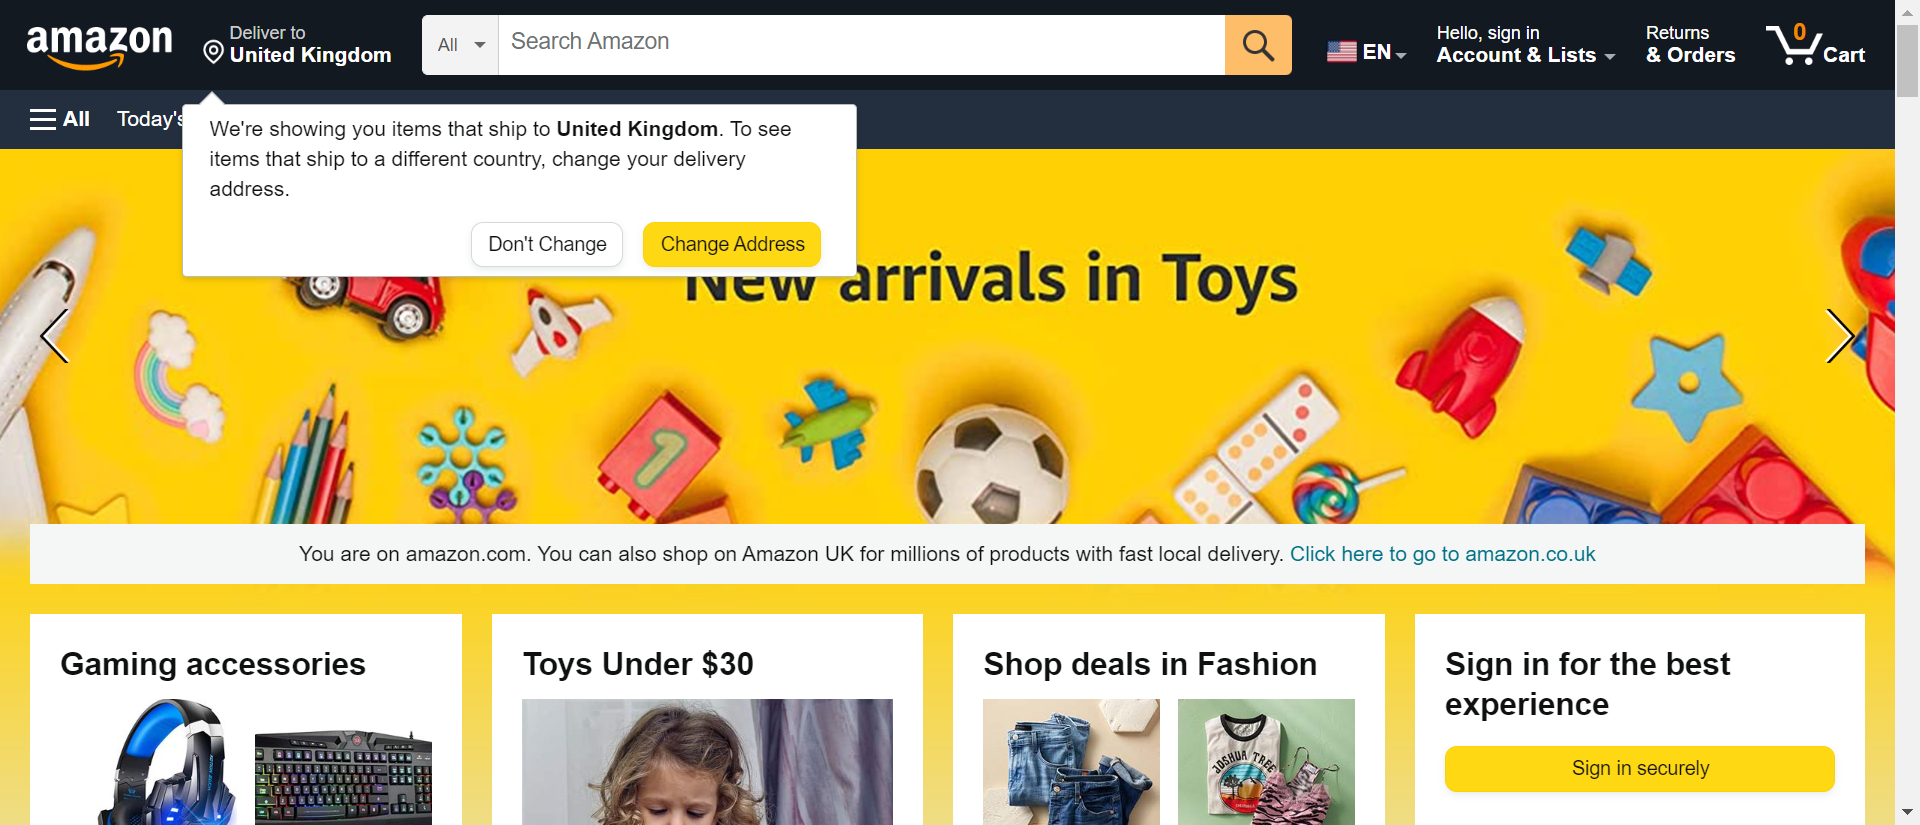 amazon
Deliver to
United Kingdom
All
Search Amazon
EN
Hello, sign in
Account & Lists
Returns
& Orders
0
Cart
All
Today's
We're showing you items that ship to United Kingdom. To see
items that ship to a different country, change your delivery
address.
Don't Change
Change Address
New arrivals in Toys
1
You are on amazon.com. You can also shop on Amazon UK for millions of products with fast local delivery. Click here to go to amazon.co.uk
Gaming accessories
Toys Under $30
Shop deals in Fashion
Sign in for the best
experience
JOSHUA TREE
Sign in securely